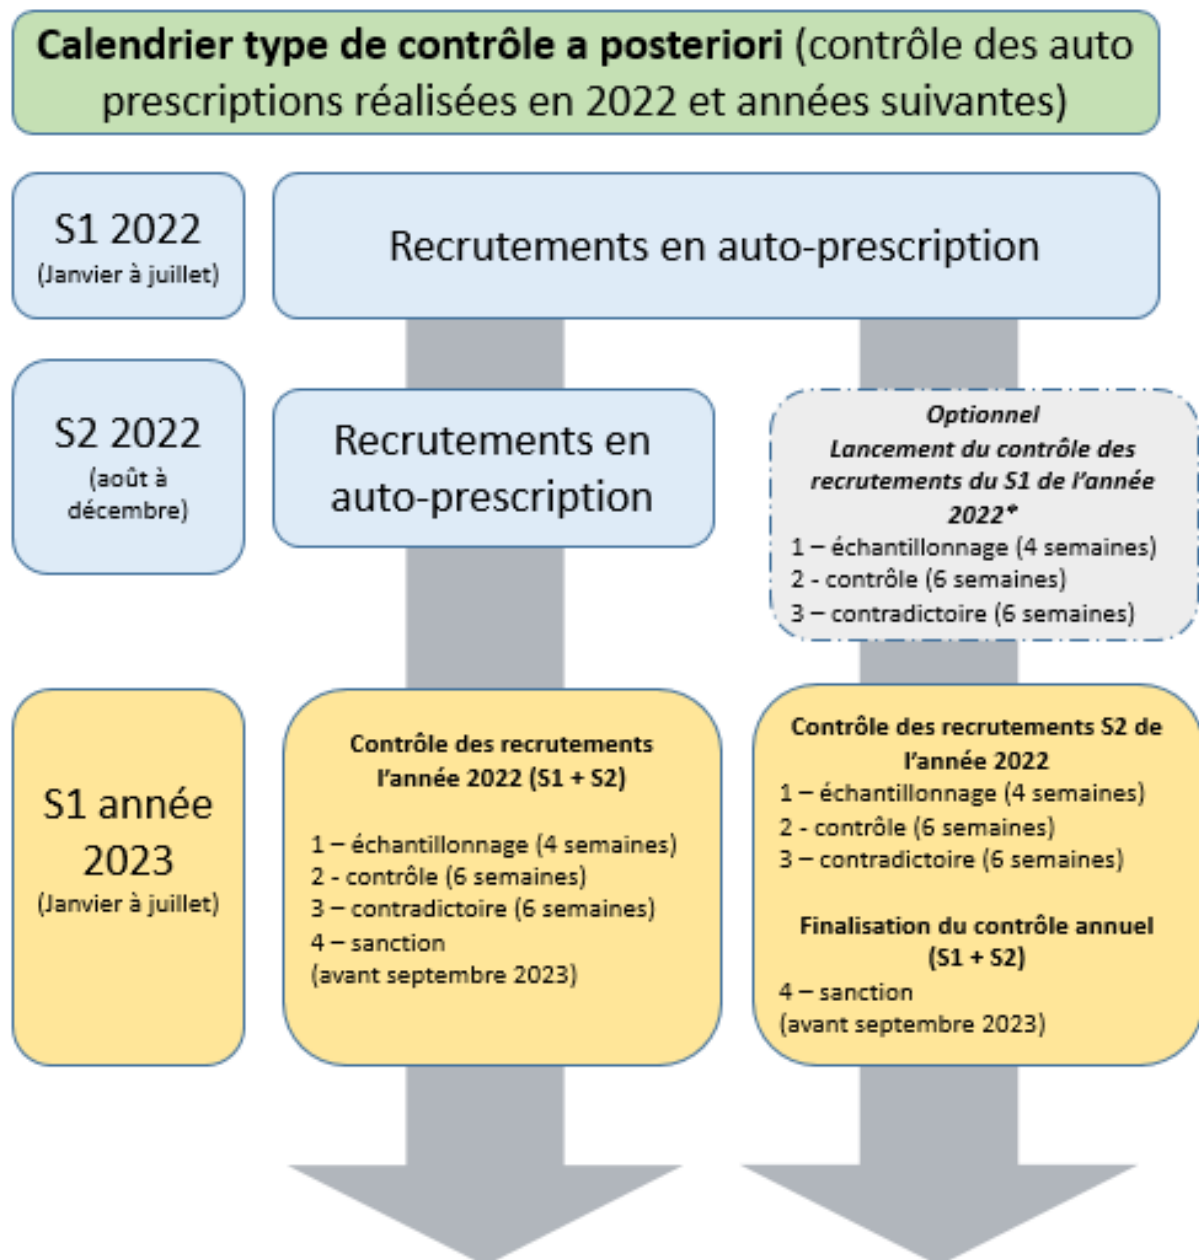 Calendrier type de contrôle a posteriori (contrôle des auto
prescriptions réalisées en 2022 et années suivantes)
S1 2022
(Janvier à juillet)
Recrutements en auto-prescription
S2 2022
(août à
décembre)
Recrutements en
auto-prescription
Optionnel
Lancement du contrôle des
recrutements du S1 de l'année
2022*
1 – échantillonnage (4 semaines)
2 - contrôle (6 semaines)
3 – contradictoire (6 semaines)
S1 année
2023
(Janvier à juillet)
Contrôle des recrutements
l'année 2022 (S1 + S2)
1 – échantillonnage (4 semaines)
2 - contrôle (6 semaines)
3 – contradictoire (6 semaines)
4 – sanction
(avant septembre 2023)
Contrôle des recrutements S2 de
l'année 2022
1 – échantillonnage (4 semaines)
2 - contrôle (6 semaines)
3 – contradictoire (6 semaines)
Finalisation du contrôle annuel
(S1 + S2)
4 – sanction
(avant septembre 2023)